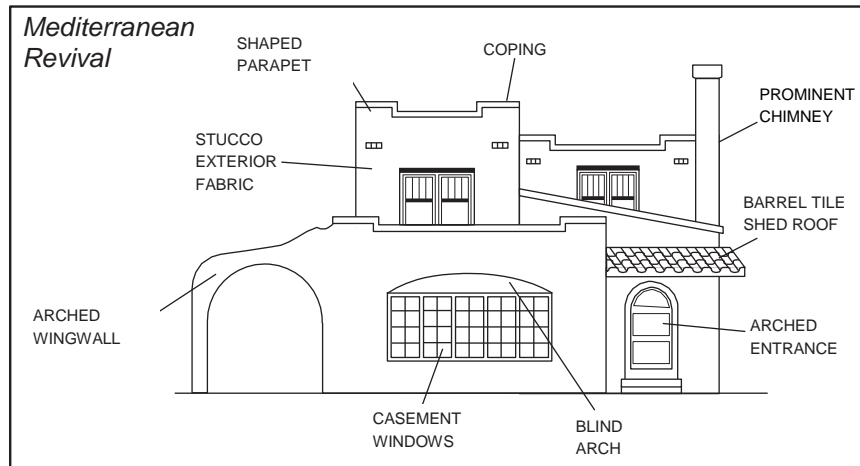 Mediterranean
Revival
SHAPED
PARAPET
COPING
PROMINENT
CHIMNEY
STUCCO
EXTERIOR
FABRIC
BARREL TILE
SHED ROOF
ARCHED
WINGWALL
ARCHED
ENTRANCE
CASEMENT
WINDOWS
BLIND
ARCH